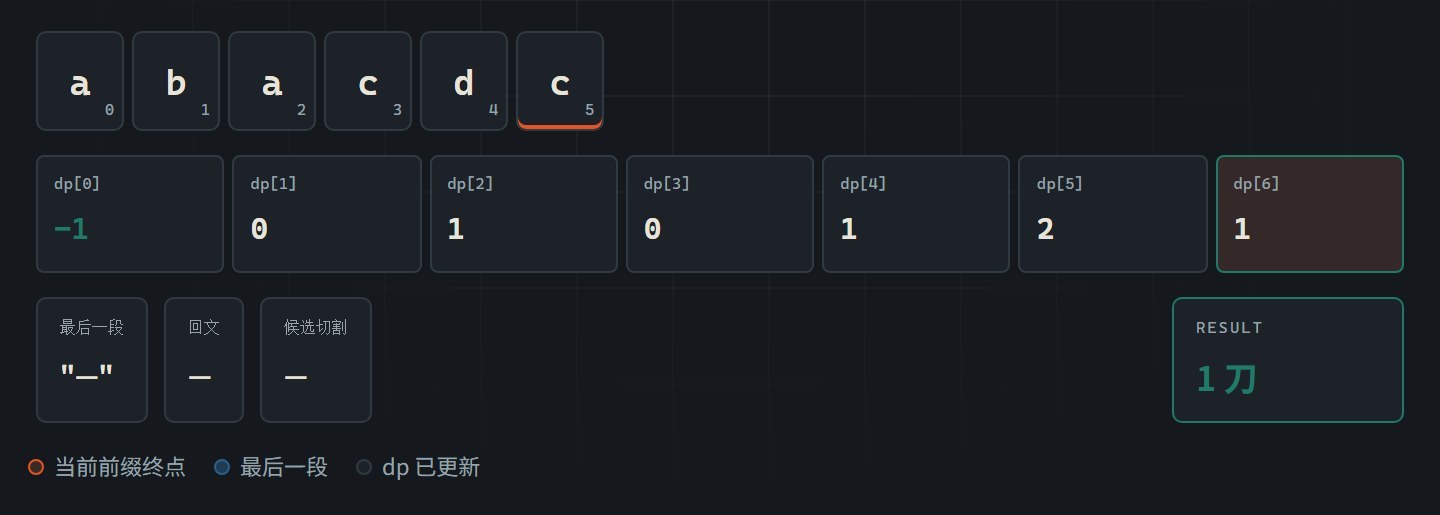 a 0 b 1 a 2 c 3 d 4 c 5
dp[0] dp[1] dp[2] dp[3] dp[4] dp[5] dp[6]
−1 0 1 0 1 2 1
最后一段 回文 候选切割 RESULT
"—" — — 1 刀
当前前缀终点 最后一段 dp 已更新